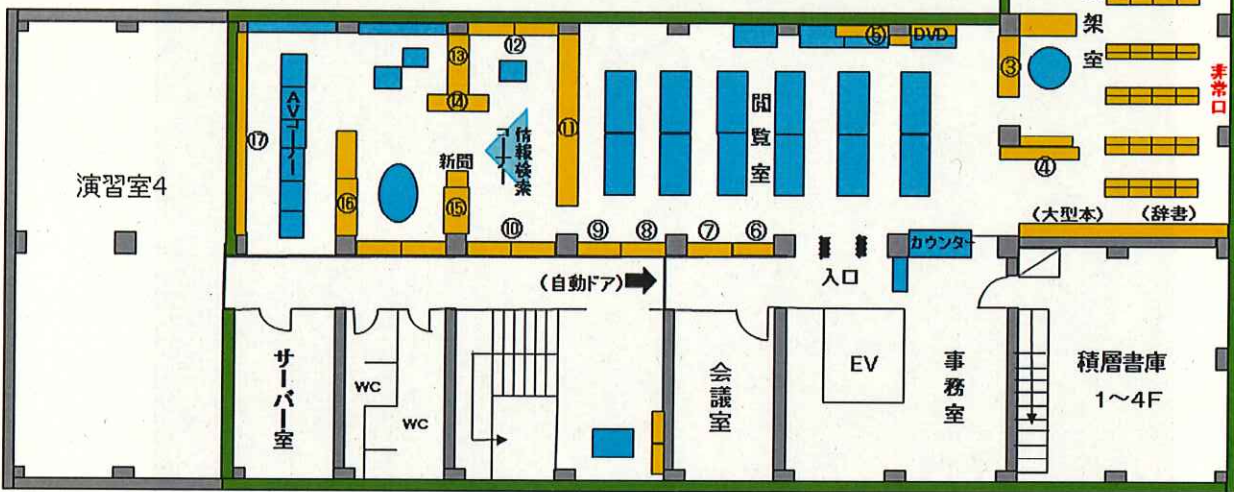 架
室
非常口
⑫
⑬
⑭
⑤
DVD
③
④
⑰
AVコーナー
演習室4
⑯
新聞
⑮
情報検索
コーナー
⑪
閲覧室
(大型本)
(辞書)
⑩
⑨
⑧
⑦
⑥
カウンター
入口
(自動ドア)
サーバー室
WC
WC
会議室
EV
事務室
積層書庫
1～4F